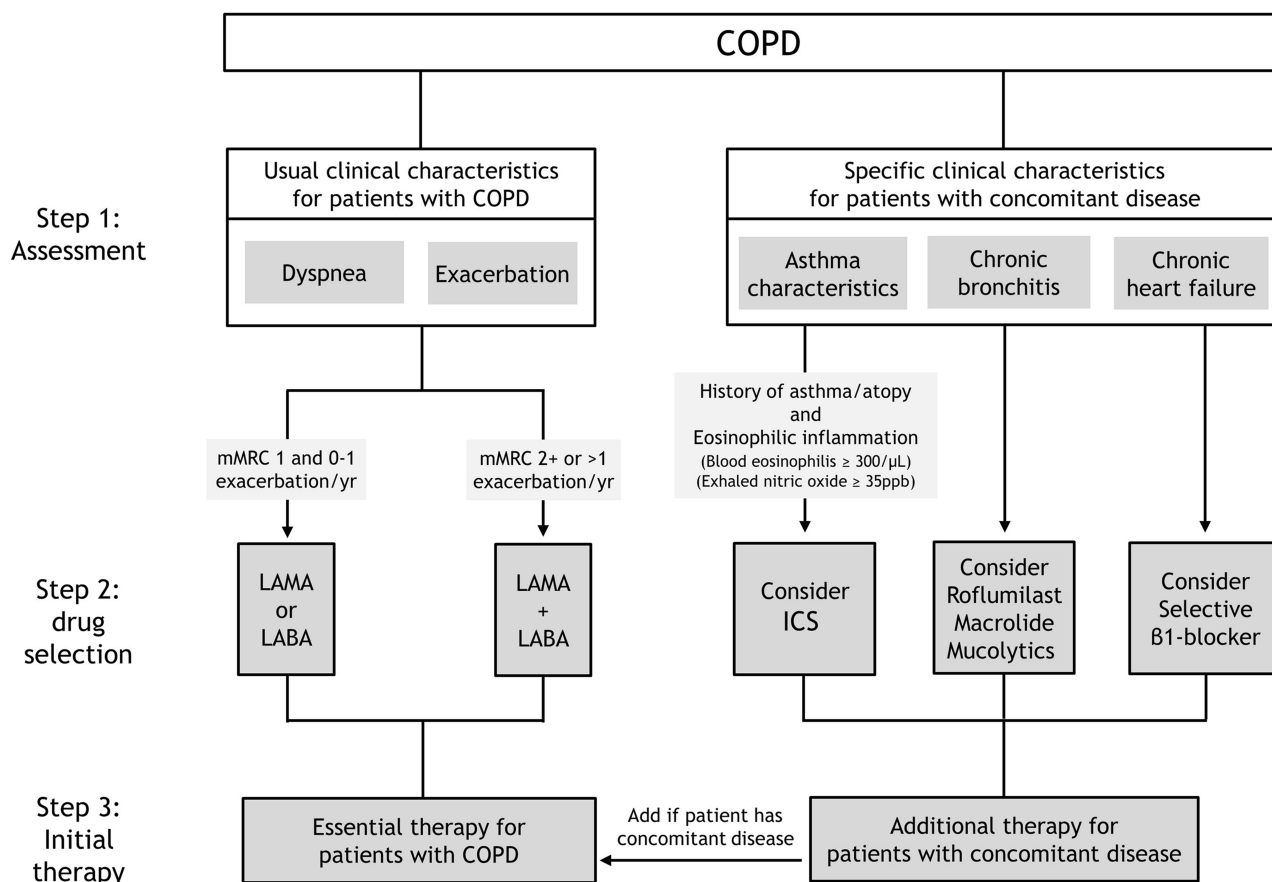 COPD
Step 1:
Assessment
Usual clinical characteristics
for patients with COPD
Dyspnea
Exacerbation
Specific clinical characteristics
for patients with concomitant disease
Asthma
characteristics
Chronic
bronchitis
Chronic
heart failure
mMRC 1 and 0-1
exacerbation/yr
mMRC 2+ or >1
exacerbation/yr
History of asthma/atopy
and
Eosinophilic inflammation
(Blood eosinophilis ≥ 300/µL)
(Exhaled nitric oxide ≥ 35ppb)
Step 2:
drug
selection
LAMA
or
LABA
LAMA
+
LABA
Consider
ICS
Consider
Roflumilast
Macrolide
Mucolytics
Consider
Selective
ß1-blocker
Step 3:
Initial
therapy
Essential therapy for
patients with COPD
Add if patient has
concomitant disease
Additional therapy for
patients with concomitant disease